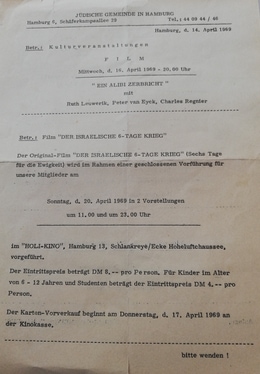 JÜDISCHE GEMEINDE IN HAMBURG
Hamburg 6, Schäferkampsallee 29 Tel.: 44 09 44 / 46
Hamburg, d. 14. April 1969
Betr.: Kulturveranstaltungen
F I L M
Mittwoch, d. 16. April 1969 - 20,00 Uhr
"EIN ALIBI ZERBRICHT"
mit
Ruth Leuwerik, Peter van Eyck, Charles Regnier
Betr.: Film "DER ISRAELISCHE 6-TAGE KRIEG"
Der Original-Film "DER ISRAELISCHE 6-TAGE KRIEG" (Sechs Tage
für die Ewigkeit) wird im Rahmen einer geschlossenen Vorführung für
unsere Mitglieder am
Sonntag, d. 20. April 1969 in 2 Vorstellungen
um 11.00 und um 23.00 Uhr
im "HOLI-KINO", Hamburg 13, Schlankreye/Ecke Hoheluftchaussee,
vorgeführt.
Der Eintrittspreis beträgt DM 6,-- pro Person. Für Kinder im Alter
von 6 - 12 Jahren und Studenten beträgt der Eintrittspreis DM 4,-- pro
Person.
Der Karten-Vorverkauf beginnt am Donnerstag, d. 17. April 1969 an
der Kinokasse.
bitte wenden !